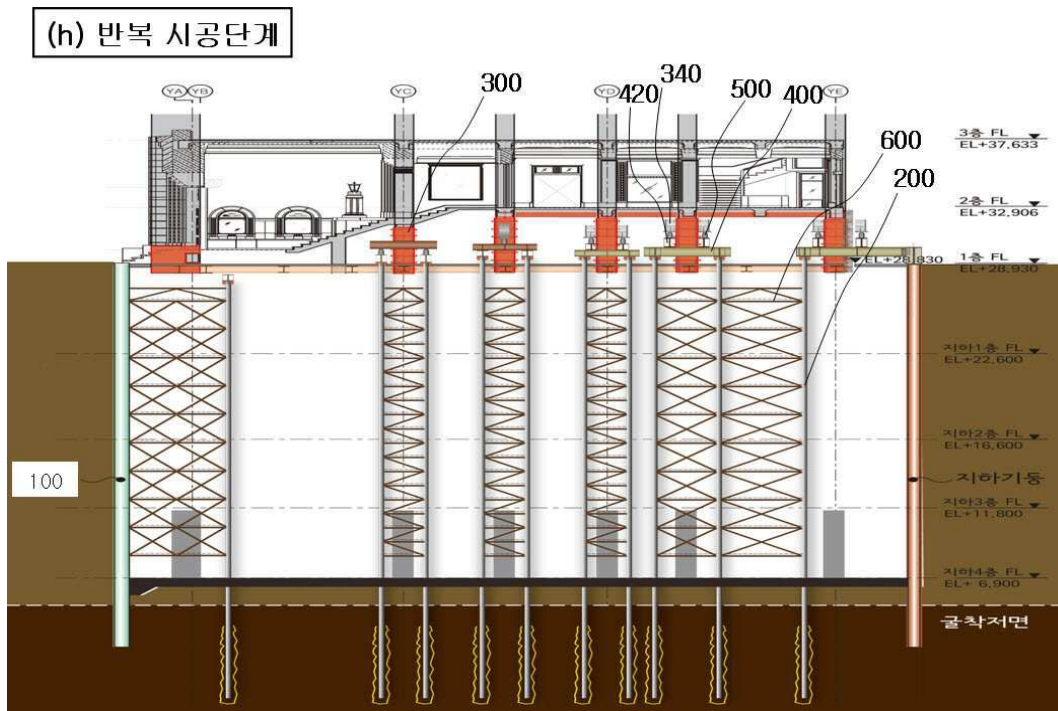 (h) 반복 시공단계
YA YB YC YD YE
300
420
340
500
400
600
200
3층 FL
EL+37,633
2층 FL
EL+32,906
EL+28,830
1층 FL
EL+28,930
지하1층 FL
EL+22,600
지하2층 FL
EL+16,600
100
지하기둥
지하3층 FL
EL+11,800
지하4층 FL
EL+ 6,900
굴착저면